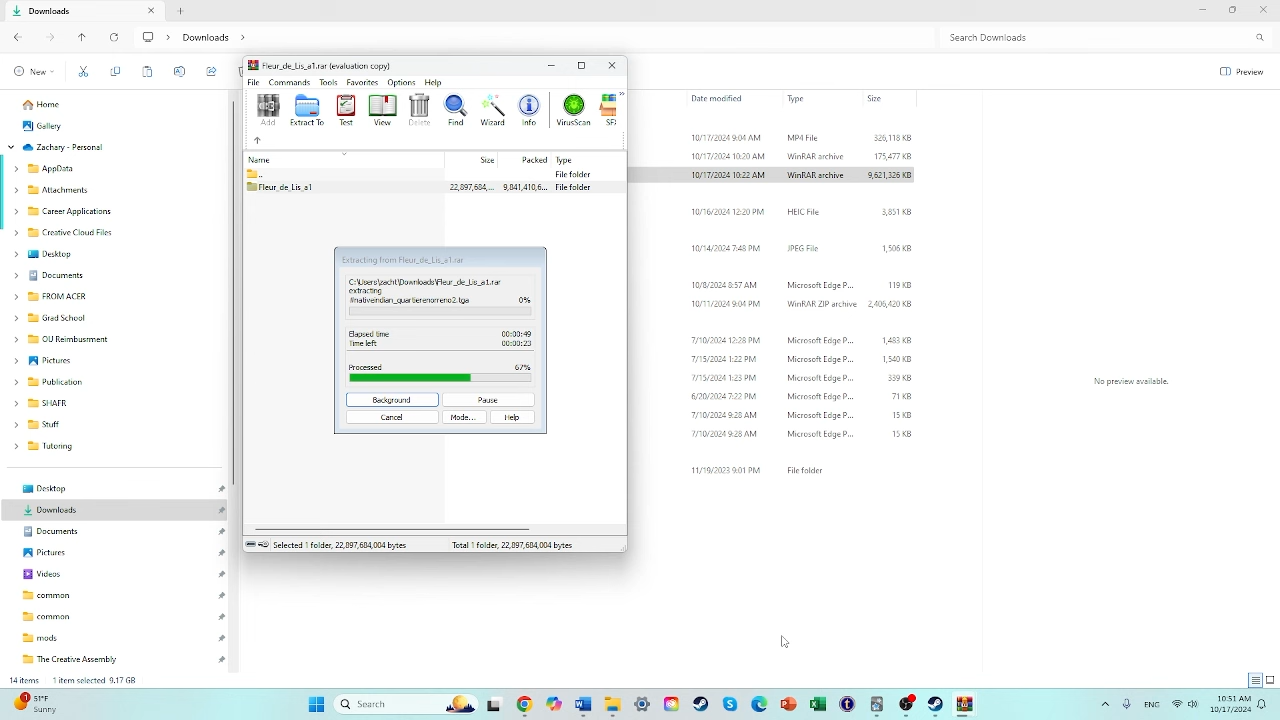 Downloads
Downloads
Search Downloads
New
Preview
Fleur_de_Lis_a1.rar (evaluation copy)
File Commands Tools Favorites Options Help
Add Extract To Test View Delete Find Wizard Info VirusScan SFX
Name Size Packed Type
.. File folder
Fleur_de_Lis_a1 22,897,684,... 9,841,410,6... File folder
Extracting from Fleur_de_Lis_a1.rar
C:\Users\zacht\Downloads\Fleur_de_Lis_a1.rar
extracting
#nativeindian_quartierenorreno2.tga 0%
Elapsed time 00:00:49
Time left 00:00:23
Processed 67%
Background Pause
Cancel Mode... Help
Selected 1 folder, 22,897,684,004 bytes Total 1 folder, 22,897,684,004 bytes
Home
Gallery
Zachary - Personal
Appdta
Attachments
Career Applications
Creative Cloud Files
Desktop
Documents
FROM ACER
Grad School
OU Reimbusment
Pictures
Publication
SHAFR
Stuff
Tutoring
Desktop
Downloads
Documents
Pictures
Videos
common
common
mods
The Creative Assembly
Date modified Type Size
10/17/2024 9:04 AM MP4 File 326,118 KB
10/17/2024 10:20 AM WinRAR archive 175,477 KB
10/17/2024 10:22 AM WinRAR archive 9,621,326 KB
10/16/2024 12:20 PM HEIC File 3,851 KB
10/14/2024 7:48 PM JPEG File 1,506 KB
10/8/2024 8:57 AM Microsoft Edge P... 119 KB
10/11/2024 9:04 PM WinRAR ZIP archive 2,406,420 KB
7/10/2024 12:28 PM Microsoft Edge P... 1,483 KB
7/15/2024 1:22 PM Microsoft Edge P... 1,540 KB
7/15/2024 1:23 PM Microsoft Edge P... 339 KB
6/20/2024 7:22 PM Microsoft Edge P... 71 KB
7/10/2024 9:28 AM Microsoft Edge P... 15 KB
7/10/2024 9:28 AM Microsoft Edge P... 15 KB
11/19/2023 9:01 PM File folder
No preview available.
14 items 1 item selected 9.17 GB
51°F
Sunny
Search
ENG
10:51 AM
10/17/2024